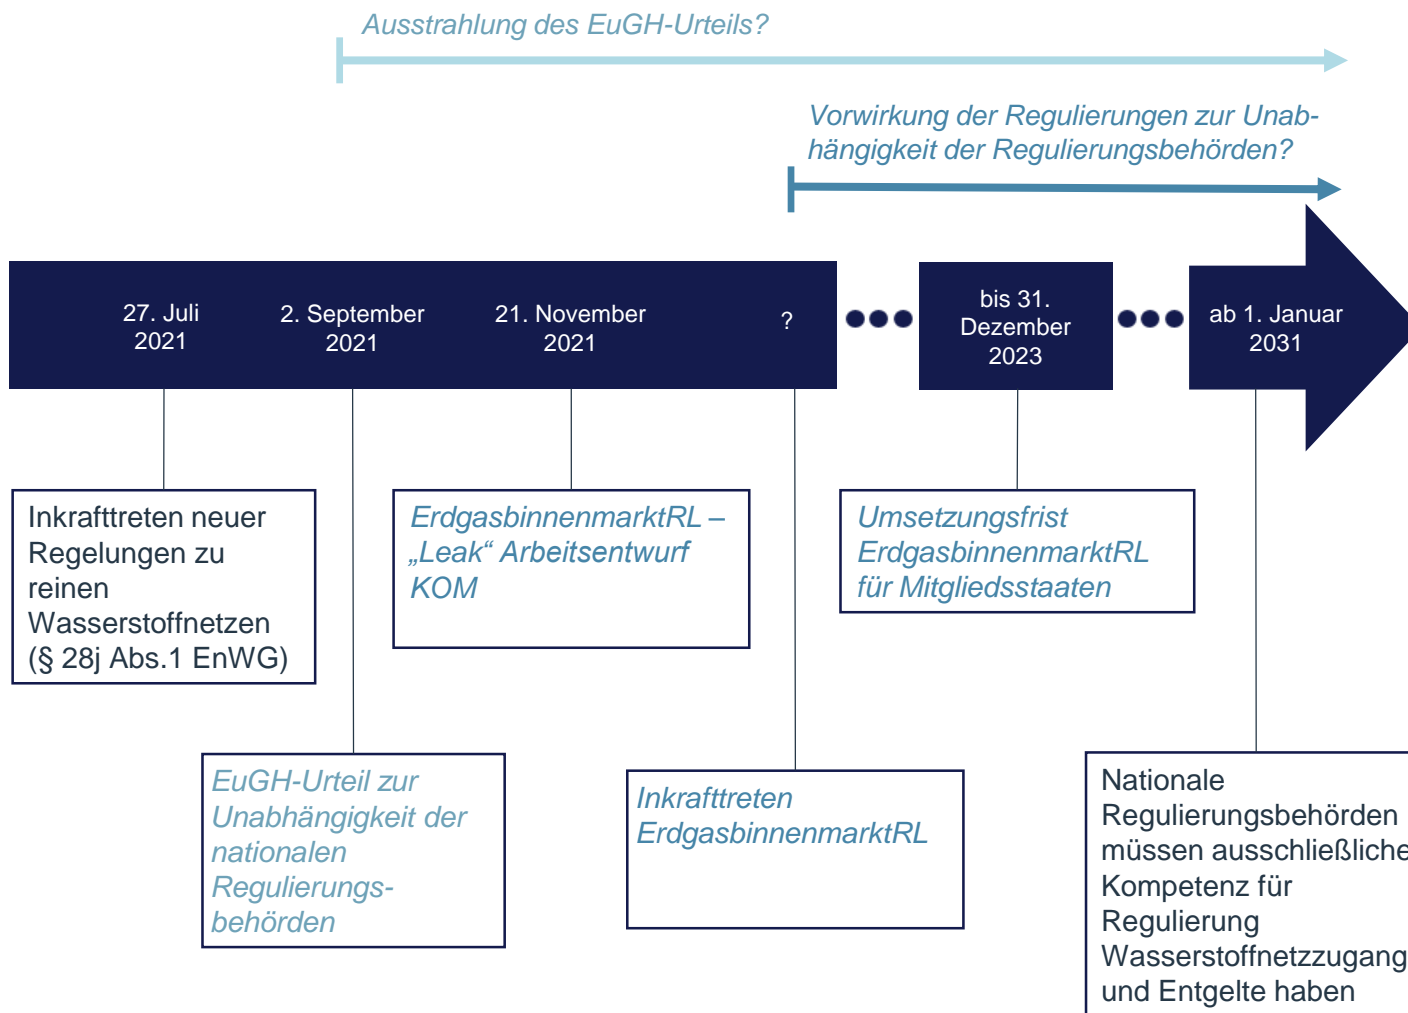 Ausstrahlung des EuGH-Urteils?
Vorwirkung der Regulierungen zur Unab-
hängigkeit der Regulierungsbehörden?
27. Juli
2021
2. September
2021
21. November
2021
?
bis 31.
Dezember
2023
ab 1. Januar
2031
Inkrafttreten neuer
Regelungen zu
reinen
Wasserstoffnetzen
(§ 28j Abs.1 EnWG)
ErdgasbinnenmarktRL –
„Leak“ Arbeitsentwurf
KOM
Umsetzungsfrist
ErdgasbinnenmarktRL
für Mitgliedsstaaten
EuGH-Urteil zur
Unabhängigkeit der
nationalen
Regulierungs-
behörden
Inkrafttreten
ErdgasbinnenmarktRL
Nationale
Regulierungsbehörden
müssen ausschließliche
Kompetenz für
Regulierung
Wasserstoffnetzzugang
und Entgelte haben